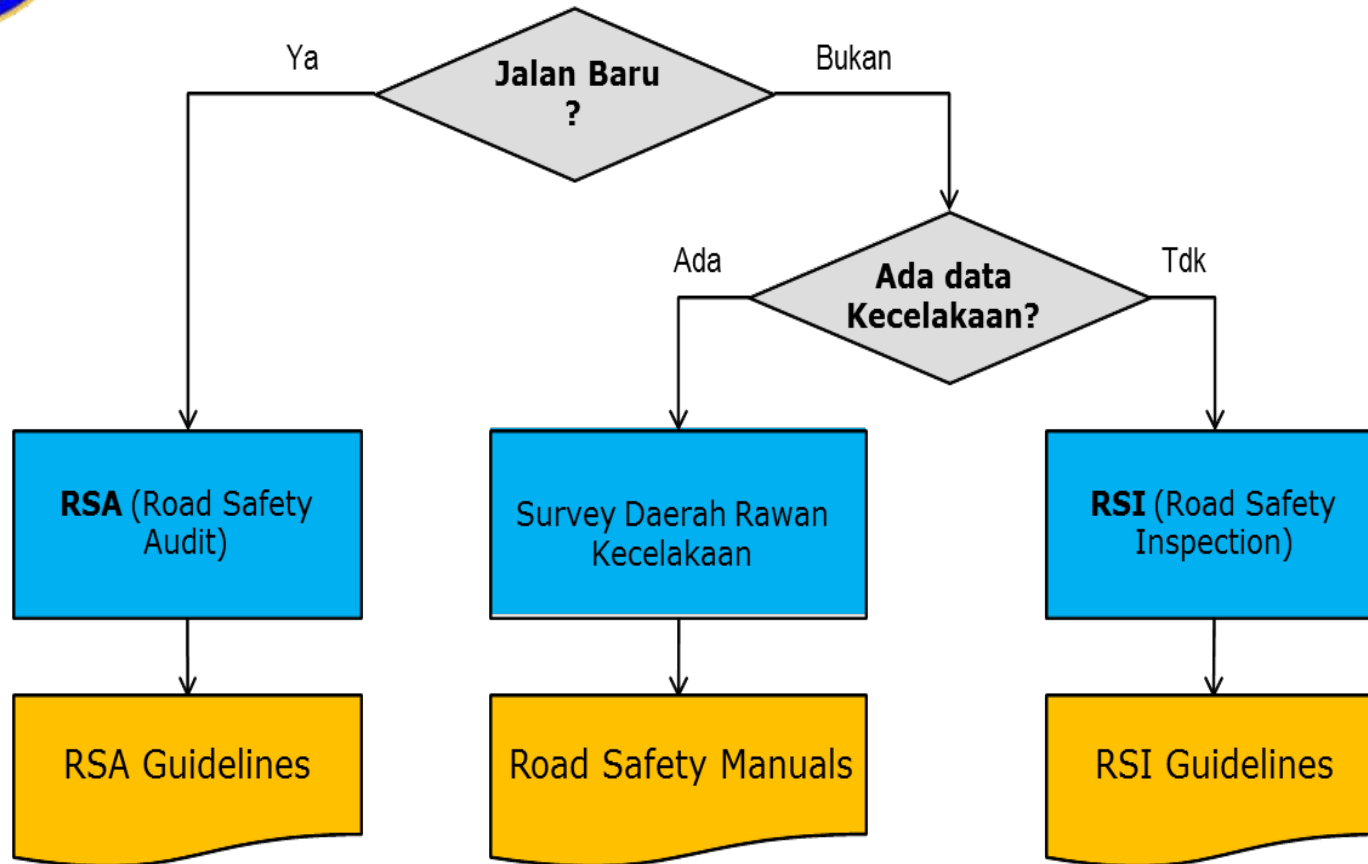 Ya
Jalan Baru
?
Bukan
Ada
Ada data
Kecelakaan?
Tdk
RSA (Road Safety
Audit)
Survey Daerah Rawan
Kecelakaan
RSI (Road Safety
Inspection)
RSA Guidelines
Road Safety Manuals
RSI Guidelines